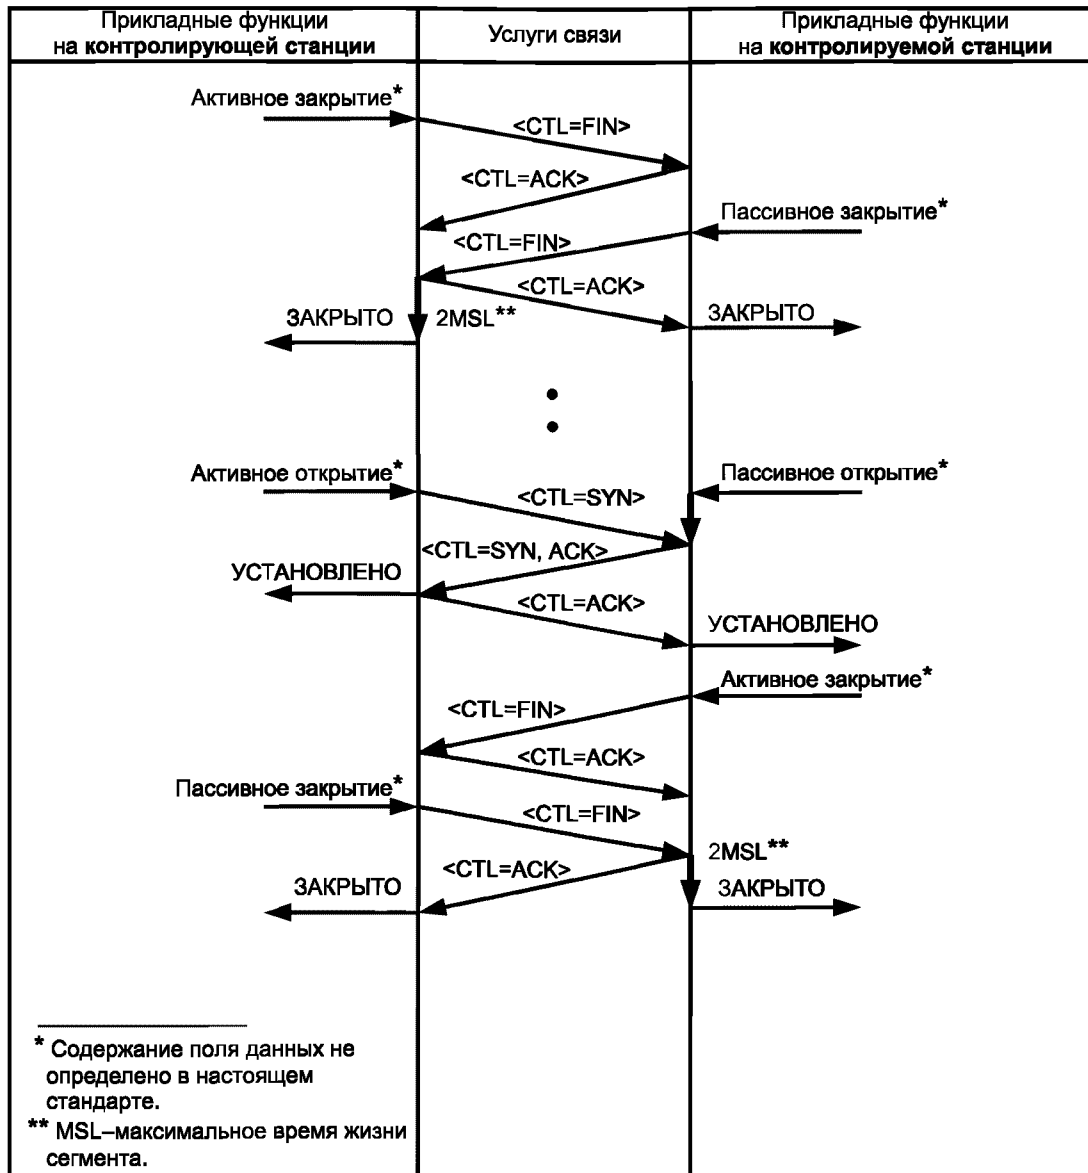 Прикладные функции
на контролирующей станции
Услуги связи
Прикладные функции
на контролируемой станции
Активное закрытие*
<CTL=FIN>
<CTL=ACK>
Пассивное закрытие*
<CTL=FIN>
<CTL=ACK>
ЗАКРЫТО
2MSL**
ЗАКРЫТО
Активное открытие*
Пассивное открытие*
<CTL=SYN>
<CTL=SYN, ACK>
УСТАНОВЛЕНО
<CTL=ACK>
УСТАНОВЛЕНО
Активное закрытие*
<CTL=FIN>
<CTL=ACK>
Пассивное закрытие*
<CTL=FIN>
2MSL**
<CTL=ACK>
ЗАКРЫТО
ЗАКРЫТО
* Содержание поля данных не
определено в настоящем
стандарте.
** MSL–максимальное время жизни
сегмента.